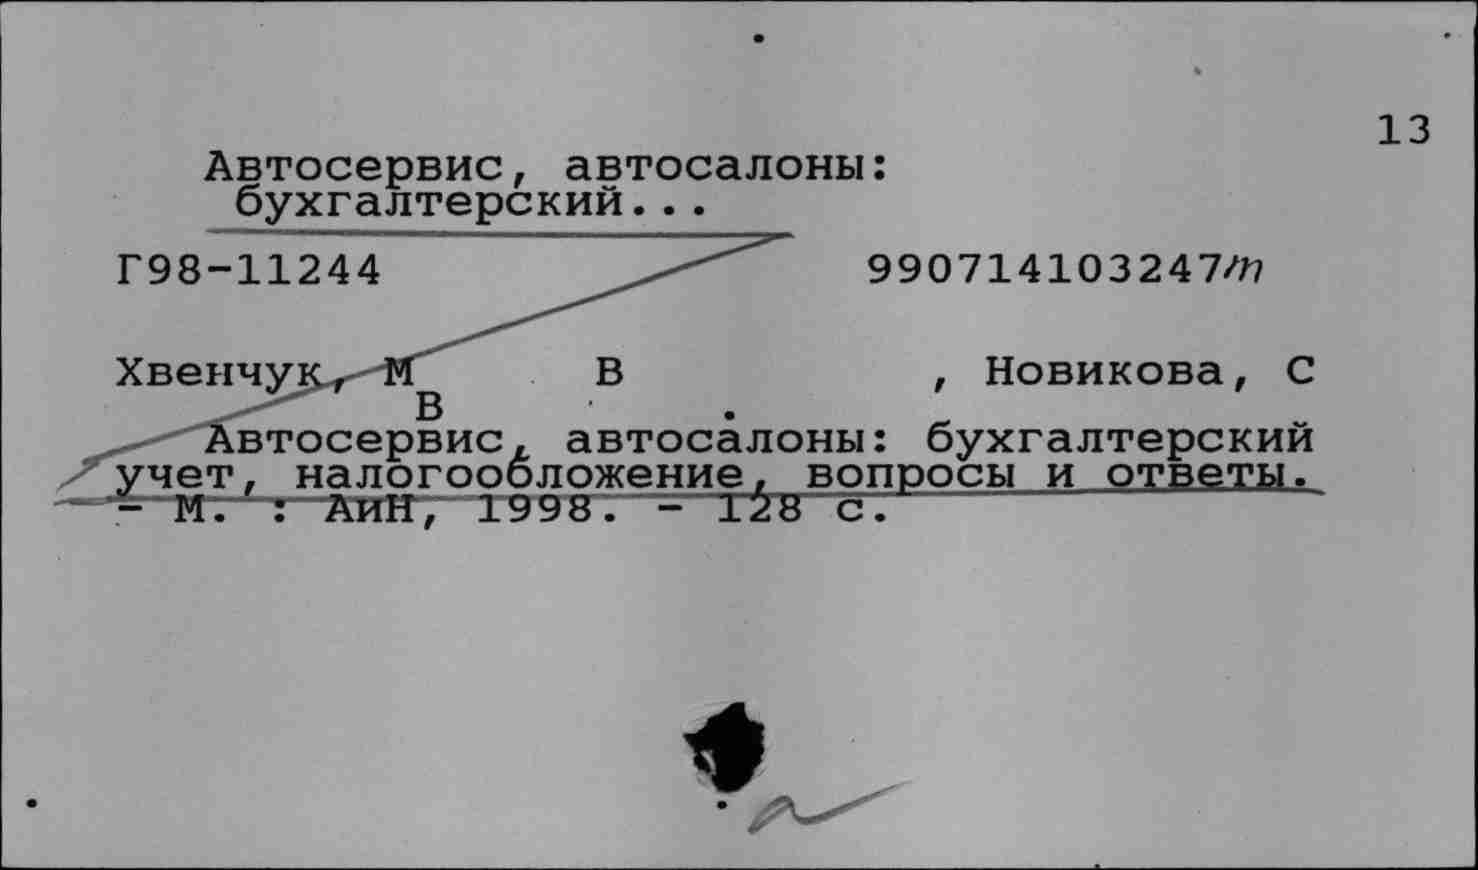 13
Автосервис, автосалоны:
бухгалтерский...
Г98-11244 990714103247m
Хвенчук, М В , Новикова, С
В .
Автосервис, автосалоны: бухгалтерский
учет, налогообложение, вопросы и ответы.
- М. : АиН, 1998. - 128 с.